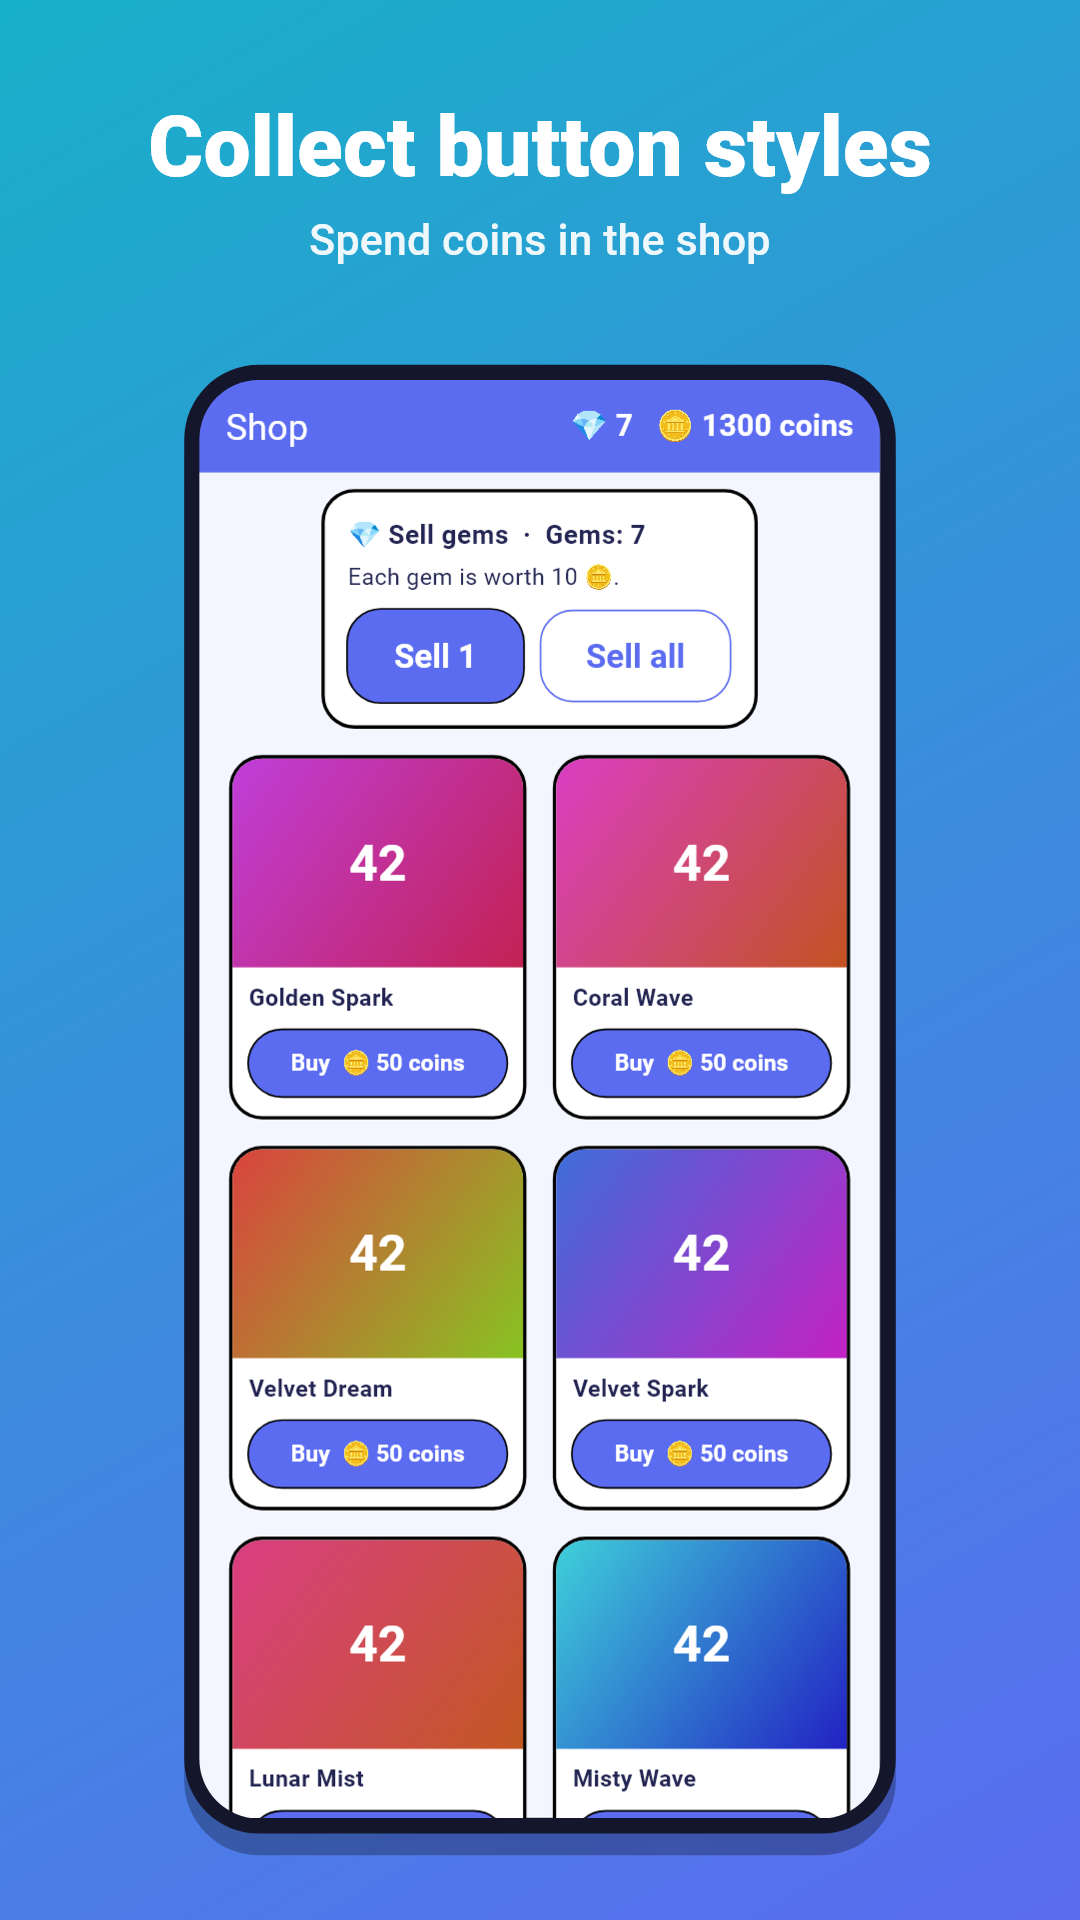 Collect button styles
Spend coins in the shop
Shop 💎 7 🪙 1300 coins
💎 Sell gems · Gems: 7
Each gem is worth 10 🪙.
Sell 1 Sell all
42 42
Golden Spark Coral Wave
Buy 🪙 50 coins Buy 🪙 50 coins
42 42
Velvet Dream Velvet Spark
Buy 🪙 50 coins Buy 🪙 50 coins
42 42
Lunar Mist Misty Wave